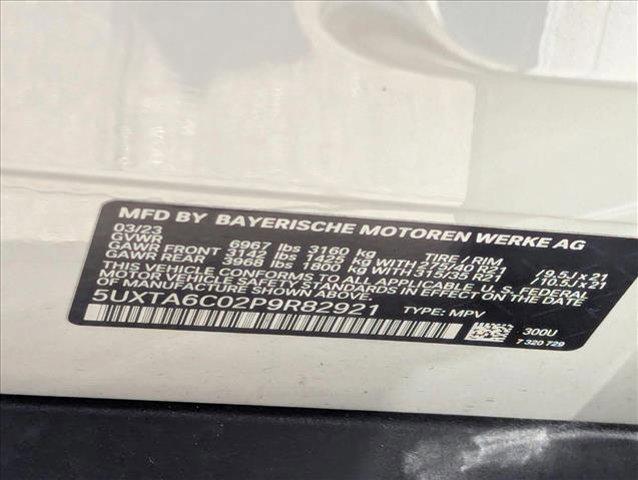 MFD BY BAYERISCHE MOTOREN WERKE AG
03/23
GVWR 6967 lbs 3160 kg TIRE / RIM
GAWR FRONT 3142 lbs 1425 kg WITH 275/40 R21 / 9.5J x 21
GAWR REAR 3968 lbs 1800 kg WITH 315/35 R21 / 10.5J x 21
THIS VEHICLE CONFORMS TO ALL APPLICABLE U.S. FEDERAL
MOTOR VEHICLE SAFETY STANDARDS IN EFFECT ON THE DATE
OF MANUFACTURE SHOWN ABOVE.
5UXTA6C02P9R82921 TYPE: MPV
300U
7 320 729